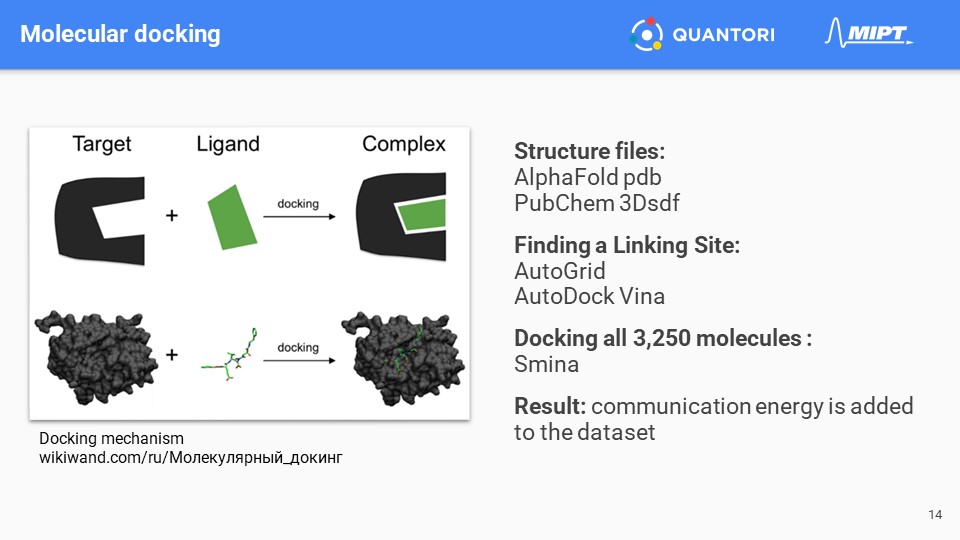 Molecular docking
QUANTORI
MIPT
Target
Ligand
Complex
+
docking
+
docking
Docking mechanism
wikiwand.com/ru/Молекулярный_докинг
Structure files:
AlphaFold pdb
PubChem 3Dsdf
Finding a Linking Site:
AutoGrid
AutoDock Vina
Docking all 3,250 molecules :
Smina
Result: communication energy is added
to the dataset
14